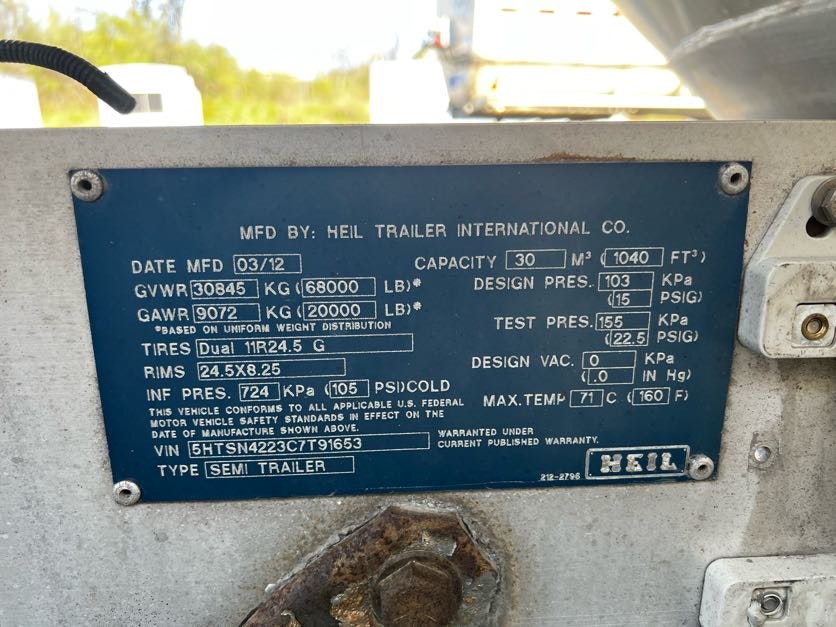 MFD BY: HEIL TRAILER INTERNATIONAL CO.
DATE MFD 03/12
CAPACITY 30 M³ (1040 FT³)
GVWR 30845 KG (68000 LB)*
DESIGN PRES. 103 KPa
(15 PSIG)
GAWR 9072 KG (20000 LB)*
*BASED ON UNIFORM WEIGHT DISTRIBUTION
TEST PRES. 155 KPa
(22.5 PSIG)
TIRES Dual 11R24.5 G
RIMS 24.5X8.25
DESIGN VAC. 0 KPa
(.0 IN Hg)
INF PRES. 724 KPa (105 PSI)COLD
MAX.TEMP 71 C (160 F)
THIS VEHICLE CONFORMS TO ALL APPLICABLE U.S. FEDERAL
MOTOR VEHICLE SAFETY STANDARDS IN EFFECT ON THE
DATE OF MANUFACTURE SHOWN ABOVE.
VIN 5HTSN4223C7T91653
WARRANTED UNDER
CURRENT PUBLISHED WARRANTY.
TYPE SEMI TRAILER
212-2796 HEIL